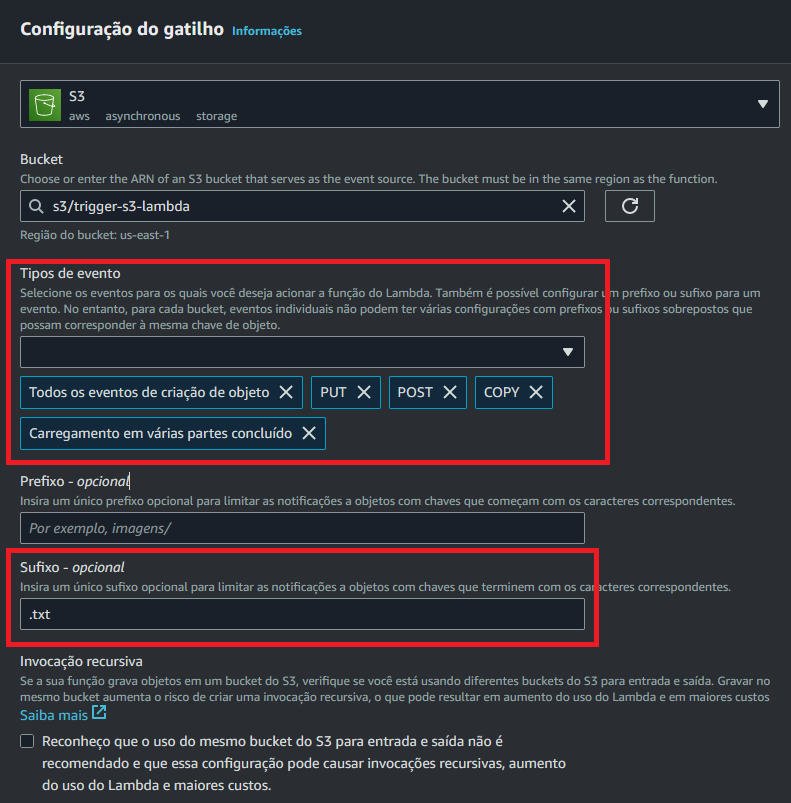 Configuração do gatilho Informações
S3
aws asynchronous storage
Bucket
Choose or enter the ARN of an S3 bucket that serves as the event source. The bucket must be in the same region as the function.
s3/trigger-s3-lambda
Região do bucket: us-east-1
Tipos de evento
Selecione os eventos para os quais você deseja acionar a função do Lambda. Também é possível configurar um prefixo ou sufixo para um
evento. No entanto, para cada bucket, eventos individuais não podem ter várias configurações com prefixos ou sufixos sobrepostos que
possam corresponder à mesma chave de objeto.
Todos os eventos de criação de objeto PUT POST COPY
Carregamento em várias partes concluído
Prefixo - opcional
Insira um único prefixo opcional para limitar as notificações a objetos com chaves que começam com os caracteres correspondentes.
Por exemplo, imagens/
Sufixo - opcional
Insira um único sufixo opcional para limitar as notificações a objetos com chaves que terminem com os caracteres correspondentes.
.txt
Invocação recursiva
Se a sua função grava objetos em um bucket do S3, verifique se você está usando diferentes buckets do S3 para entrada e saída. Gravar no
mesmo bucket aumenta o risco de criar uma invocação recursiva, o que pode resultar em aumento do uso do Lambda e em maiores custos
Saiba mais
Reconheço que o uso do mesmo bucket do S3 para entrada e saída não é
recomendado e que essa configuração pode causar invocações recursivas, aumento
do uso do Lambda e maiores custos.